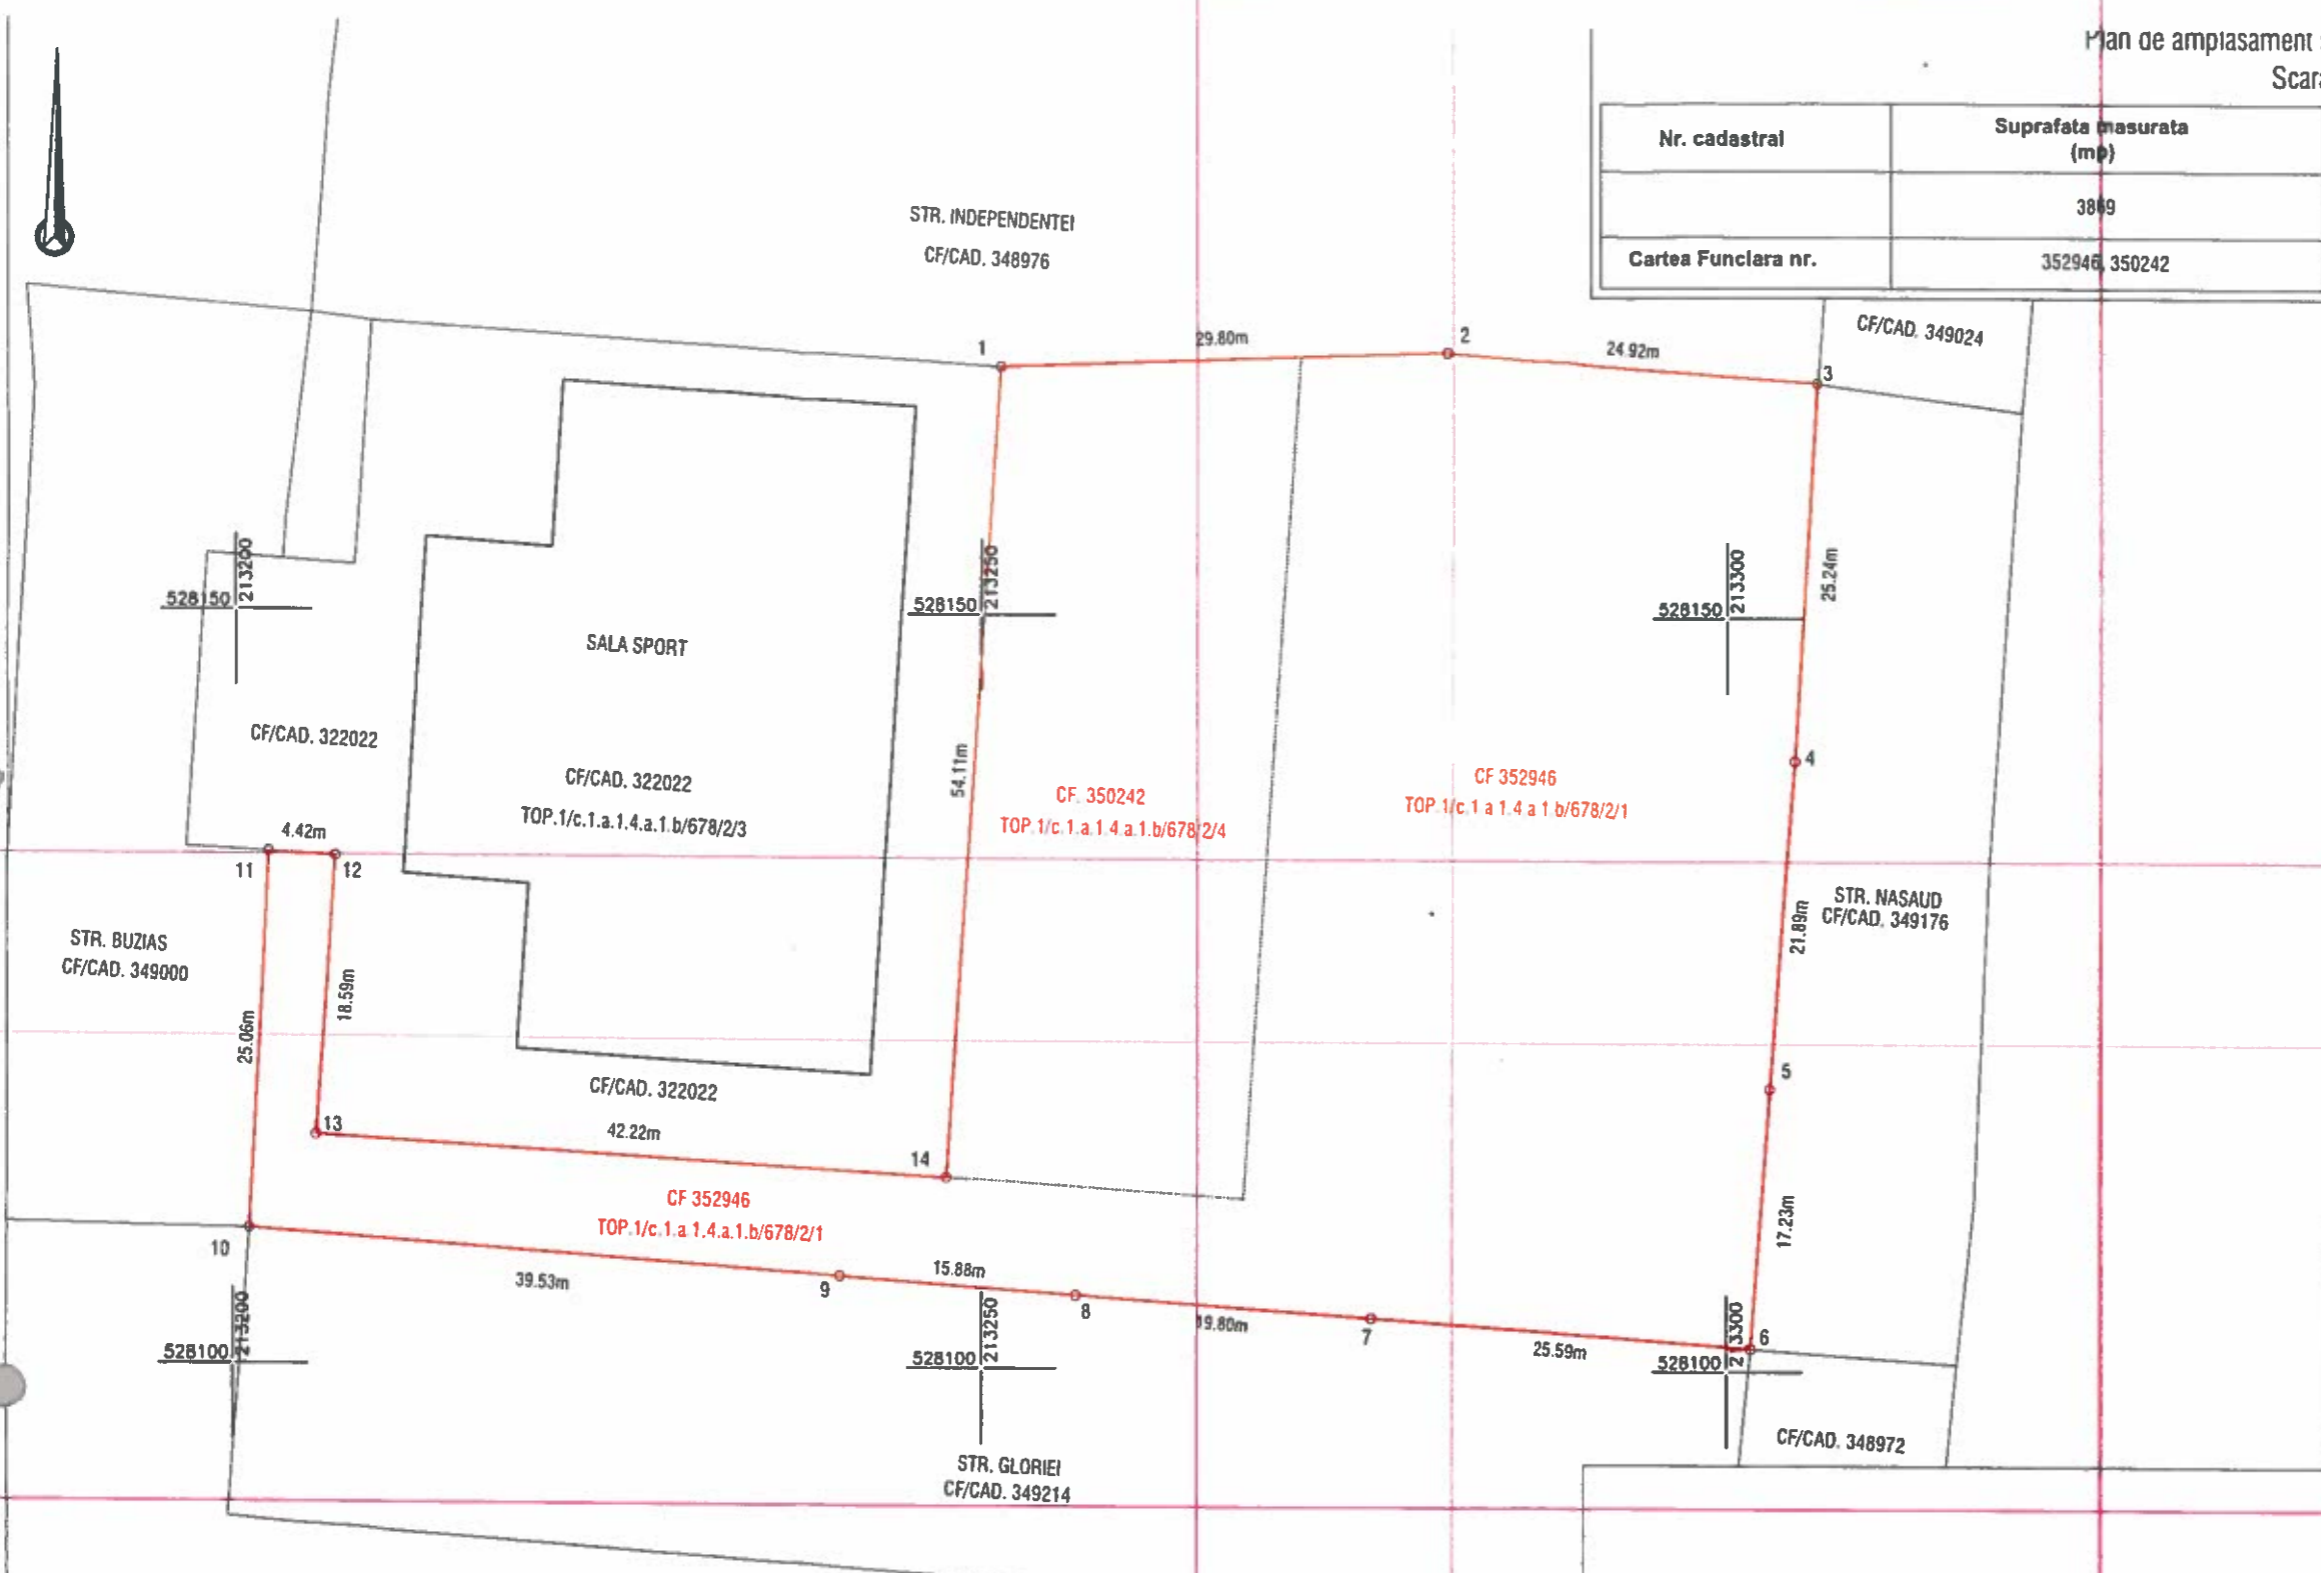 Plan de amplasament
Nr. cadastral
Suprafata masurata
(mp)
3869
Cartea Funciara nr.
352946, 350242
STR. INDEPENDENTEI
CF/CAD. 348976
CF/CAD. 349024
1
29.80m
2
24.92m
3
213200
528150
213250
528150
213300
528150
25.24m
SALA SPORT
CF/CAD. 322022
CF/CAD. 322022
TOP.1/c.1.a.1.4.a.1.b/678/2/3
54.11m
CF. 350242
TOP.1/c.1.a.1.4.a.1.b/678/2/4
CF 352946
TOP.1/c.1 a 1.4 a 1 b/678/2/1
4
4.42m
11
12
STR. NASAUD
CF/CAD. 349176
21.89m
STR. BUZIAS
CF/CAD. 349000
18.59m
25.06m
5
CF/CAD. 322022
13
42.22m
14
CF 352946
TOP.1/c.1.a 1.4.a.1.b/678/2/1
17.23m
10
39.53m
9
15.88m
8
19.80m
7
25.59m
6
213200
528100
213250
528100
213300
528100
CF/CAD. 348972
STR. GLORIEI
CF/CAD. 349214